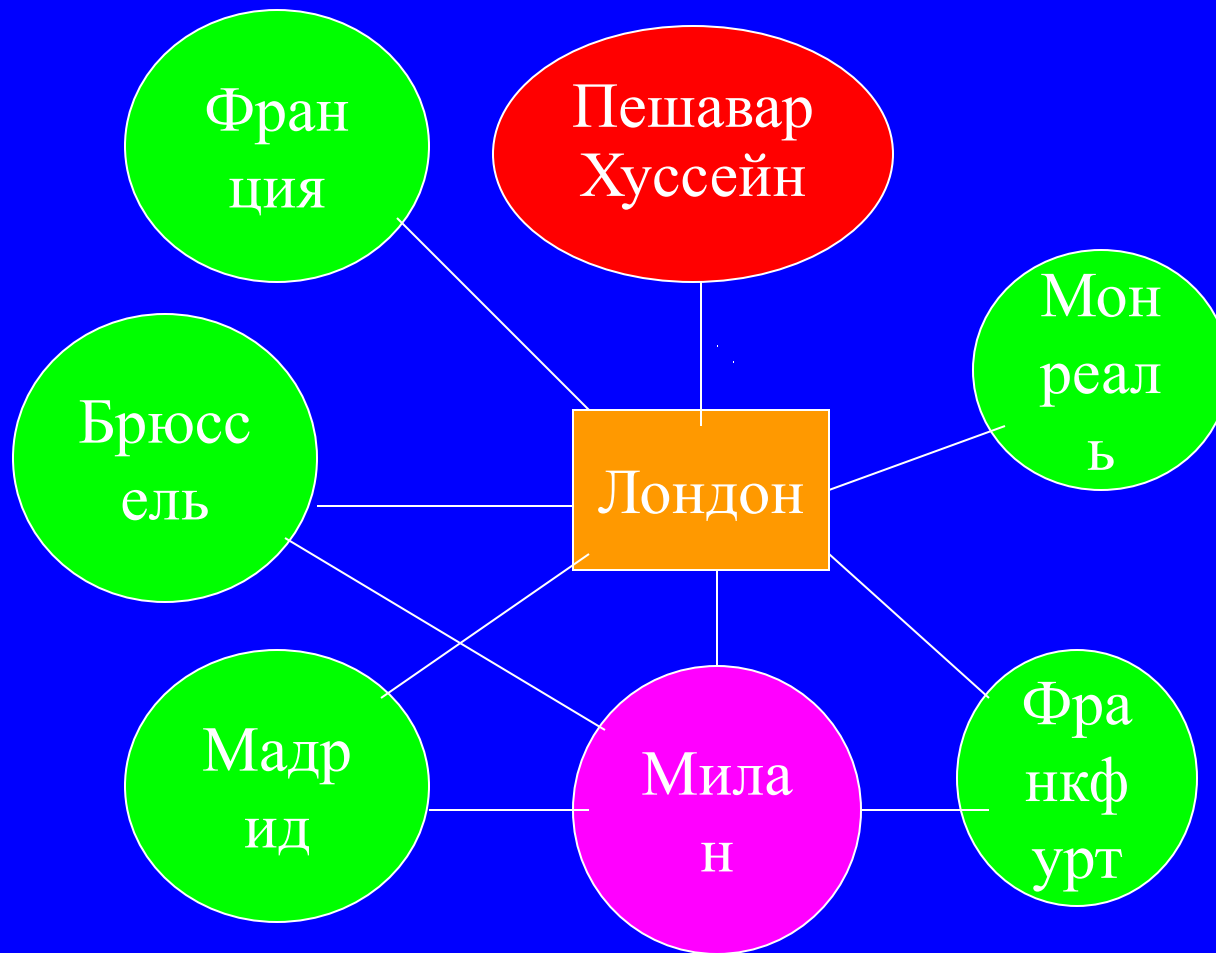 Фран
ция
Пешавар
Хуссейн
Мон
реал
ь
Брюсс
ель
Лондон
Мадр
ид
Мила
н
Фра
нкф
урт